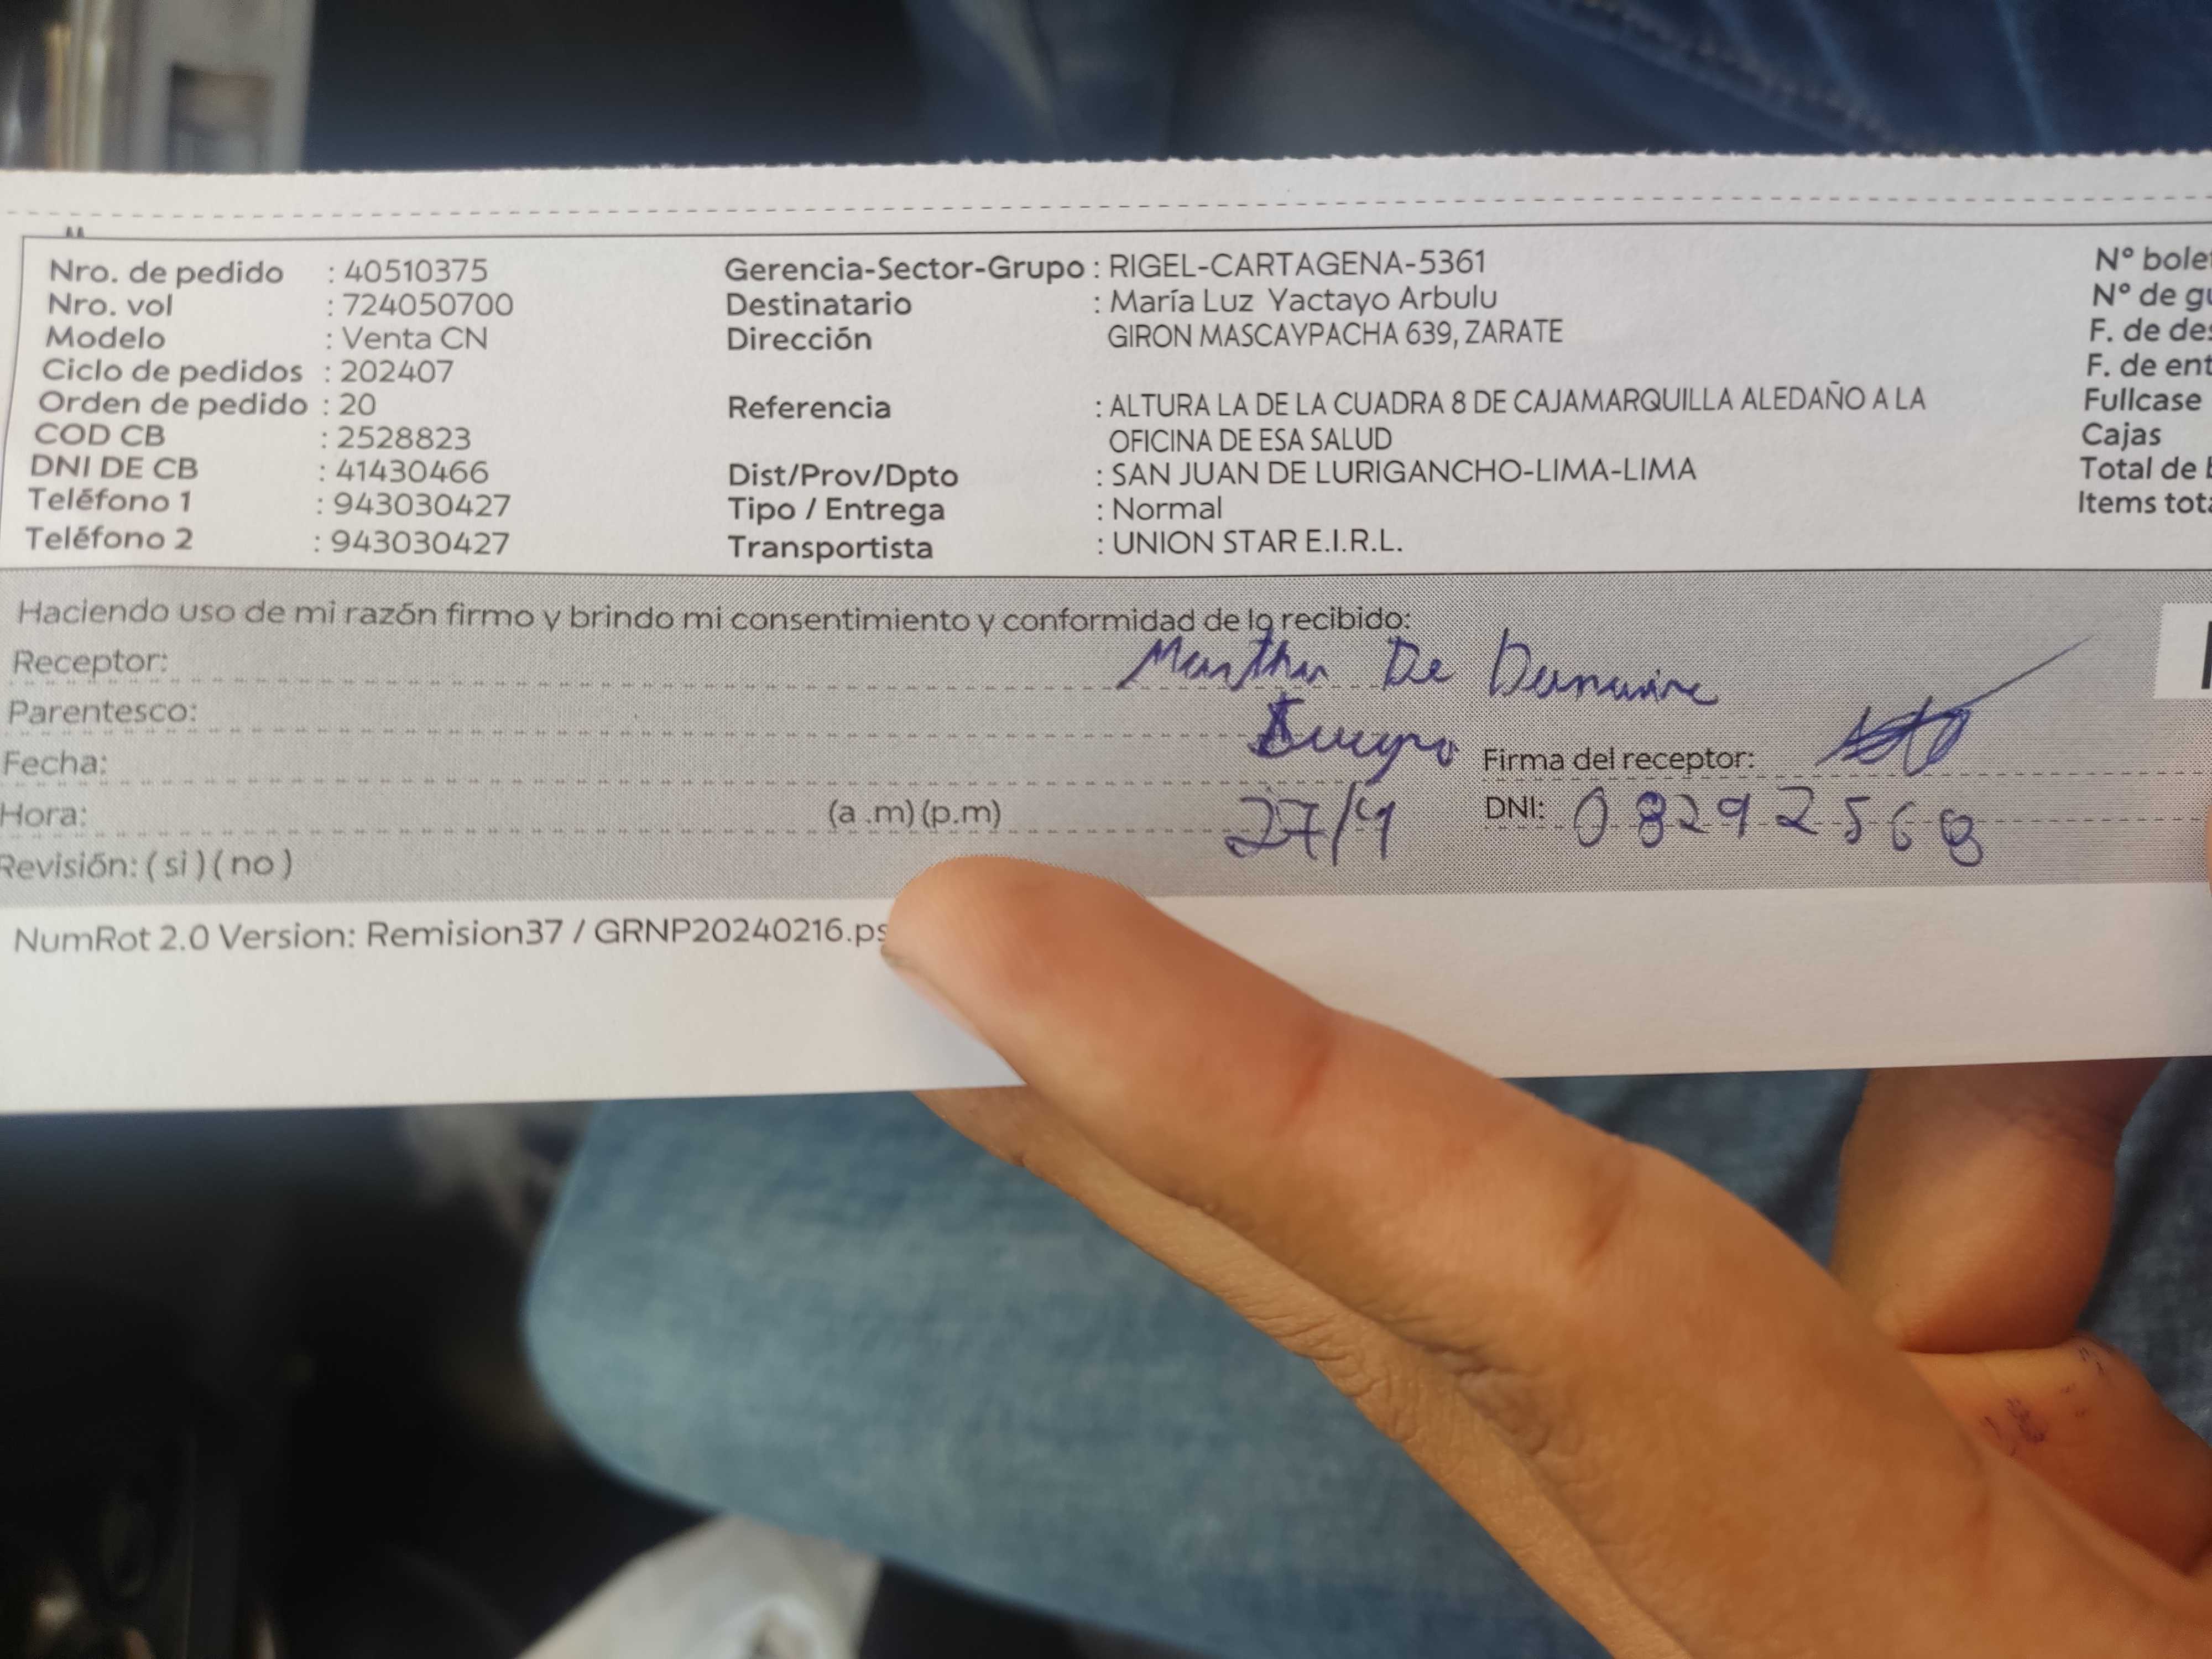 Nro. de pedido : 40510375
Nro. vol : 724050700
Modelo : Venta CN
Ciclo de pedidos : 202407
Orden de pedido : 20
COD CB : 2528823
DNI DE CB : 41430466
Teléfono 1 : 943030427
Teléfono 2 : 943030427
Gerencia-Sector-Grupo : RIGEL-CARTAGENA-5361
Destinatario : María Luz Yactayo Arbulu
Dirección GIRON MASCAYPACHA 639, ZARATE
Referencia : ALTURA LA DE LA CUADRA 8 DE CAJAMARQUILLA ALEDAÑO A LA
OFICINA DE ESA SALUD
Dist/Prov/Dpto : SAN JUAN DE LURIGANCHO-LIMA-LIMA
Tipo / Entrega : Normal
Transportista : UNION STAR E.I.R.L.
N° bole
N° de gu
F. de des
F. de ent
Fullcase
Cajas
Total de b
Items tota
Haciendo uso de mi razón firmo y brindo mi consentimiento y conformidad de lo recibido:
Receptor: Martha De
Parentesco: Suegro
Fecha: 27/4
Firma del receptor:
Hora: (a .m) (p.m)
DNI: 08292568
Revisión: ( si ) ( no )
NumRot 2.0 Version: Remision37 / GRNP20240216.ps